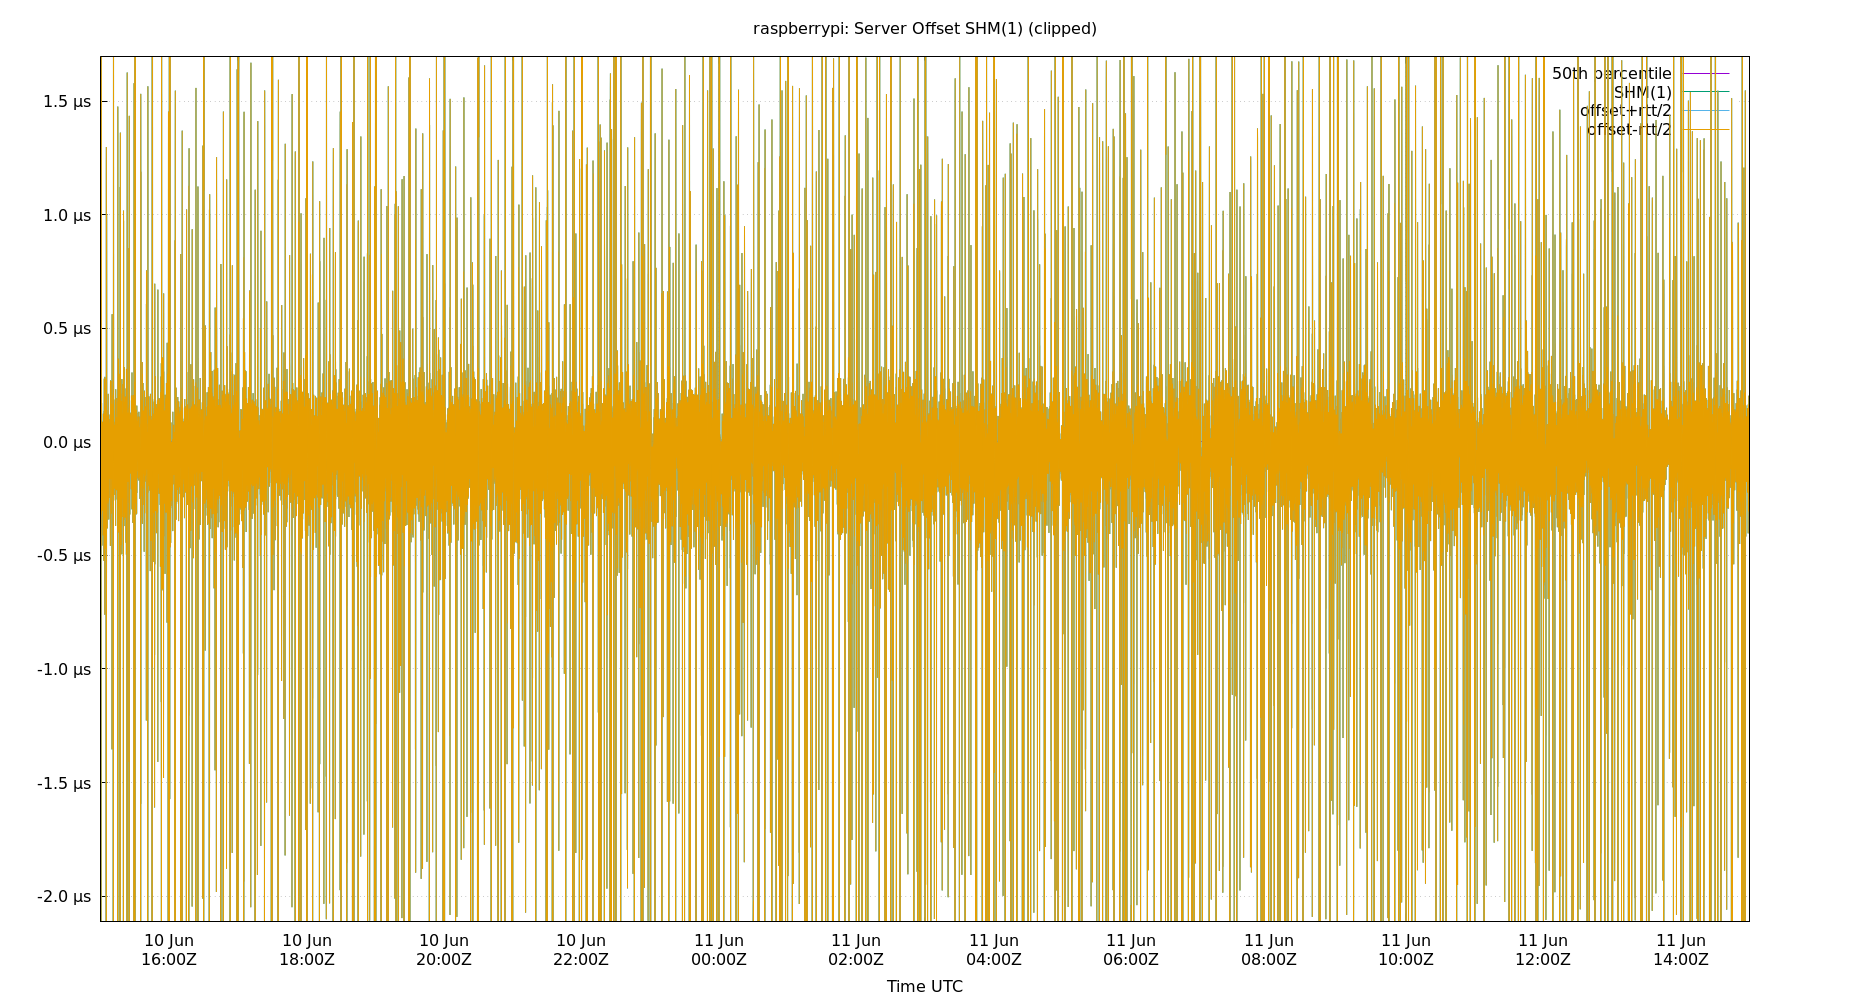 raspberrypi: Server Offset SHM(1) (clipped)
50th percentile
SHM(1)
offset+rtt/2
offset-rtt/2
1.5 µs
1.0 µs
0.5 µs
0.0 µs
-0.5 µs
-1.0 µs
-1.5 µs
-2.0 µs
10 Jun 10 Jun 10 Jun 10 Jun 11 Jun 11 Jun 11 Jun 11 Jun 11 Jun 11 Jun 11 Jun 11 Jun
16:00Z 18:00Z 20:00Z 22:00Z 00:00Z 02:00Z 04:00Z 06:00Z 08:00Z 10:00Z 12:00Z 14:00Z
Time UTC